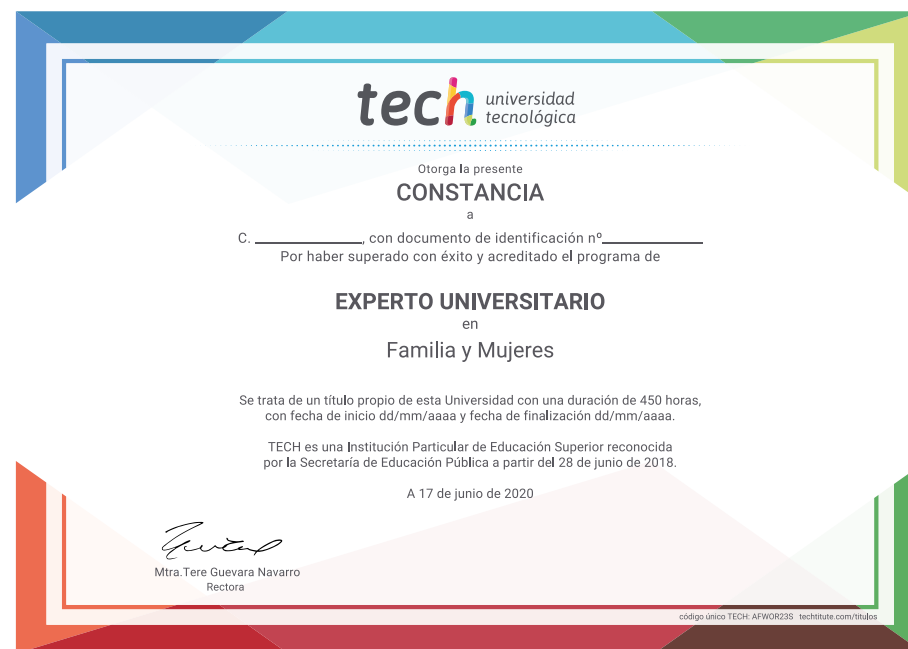 tech universidad
tecnológica
Otorga la presente
CONSTANCIA
a
C. ____________, con documento de identificación nº____________
Por haber superado con éxito y acreditado el programa de
EXPERTO UNIVERSITARIO
en
Familia y Mujeres
Se trata de un título propio de esta Universidad con una duración de 450 horas,
con fecha de inicio dd/mm/aaaa y fecha de finalización dd/mm/aaaa.
TECH es una Institución Particular de Educación Superior reconocida
por la Secretaría de Educación Pública a partir del 28 de junio de 2018.
A 17 de junio de 2020
Mtra.Tere Guevara Navarro
Rectora
código único TECH: AFWOR23S techtitute.com/titulos